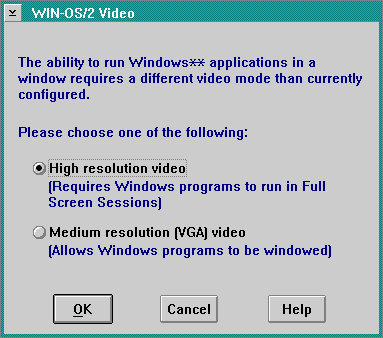 WIN-OS/2 Video
The ability to run Windows** applications in a
window requires a different video mode than currently
configured.
Please choose one of the following:
High resolution video
(Requires Windows programs to run in Full
Screen Sessions)
Medium resolution (VGA) video
(Allows Windows programs to be windowed)
OK Cancel Help